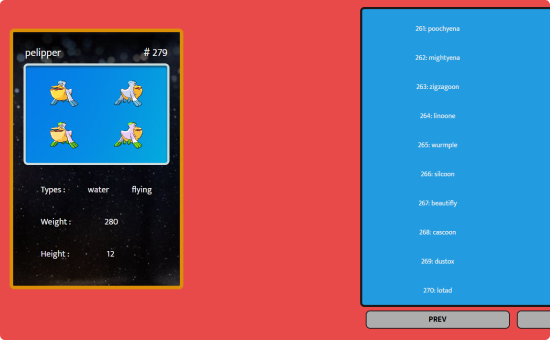 pelipper # 279
Types : water flying
Weight : 280
Height : 12
261: poochyena
262: mightyena
263: zigzagoon
264: linoone
265: wurmple
266: silcoon
267: beautifly
268: cascoon
269: dustox
270: lotad
PREV